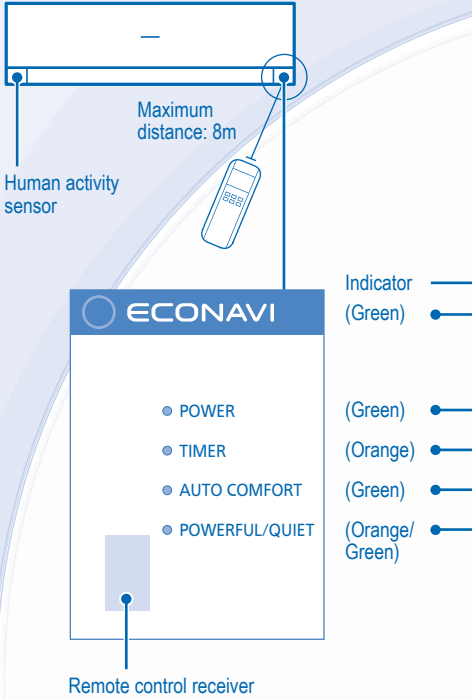 Maximum
distance: 8m
Human activity
sensor
Indicator
ECONAVI
(Green)
POWER
(Green)
TIMER
(Orange)
AUTO COMFORT
(Green)
POWERFUL/QUIET
(Orange/
Green)
Remote control receiver